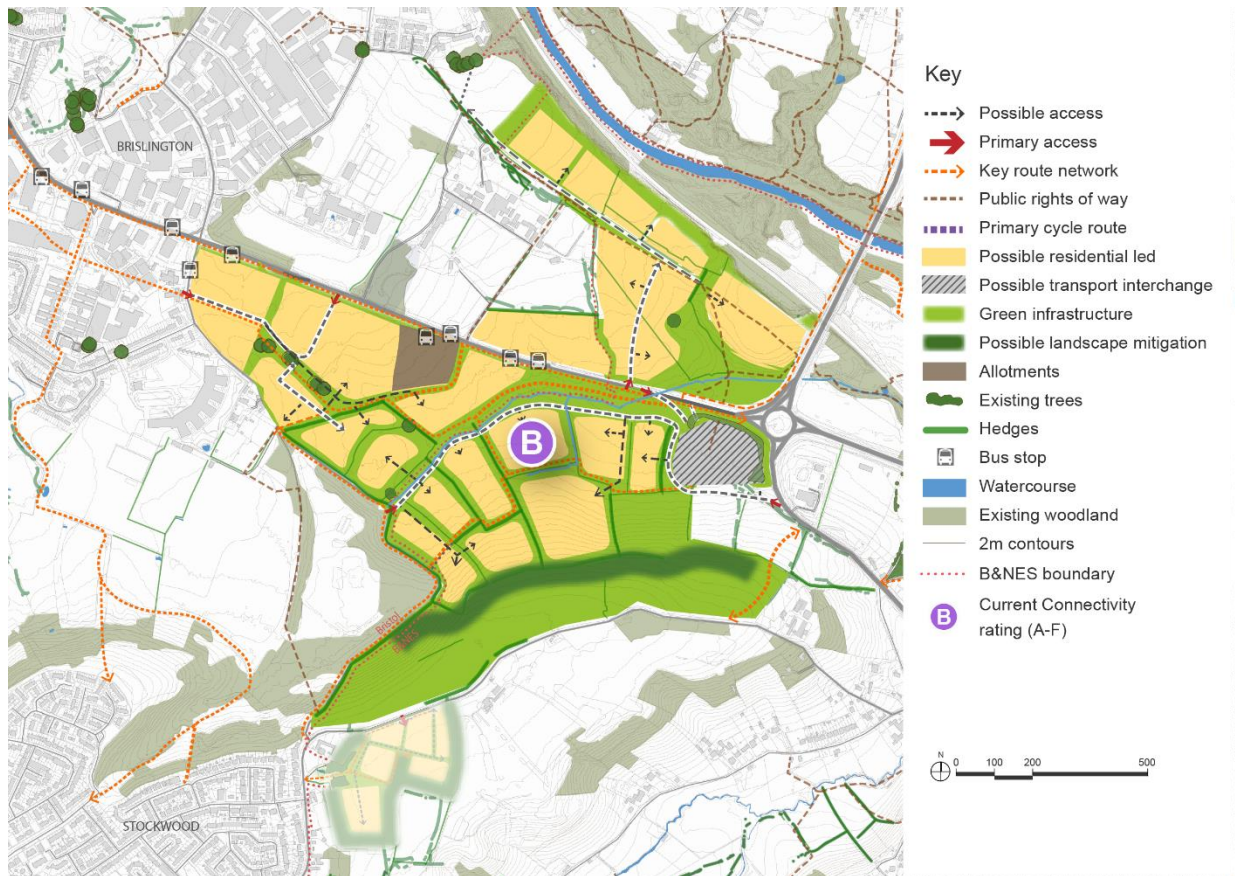 Key
Possible access
Primary access
Key route network
Public rights of way
Primary cycle route
Possible residential led
Possible transport interchange
Green infrastructure
Possible landscape mitigation
Allotments
Existing trees
Hedges
Bus stop
Watercourse
Existing woodland
2m contours
B&NES boundary
B
Current Connectivity
rating (A-F)
N
0 100 200 500
BRISLINGTON
B
Bristol
B&NES
STOCKWOOD